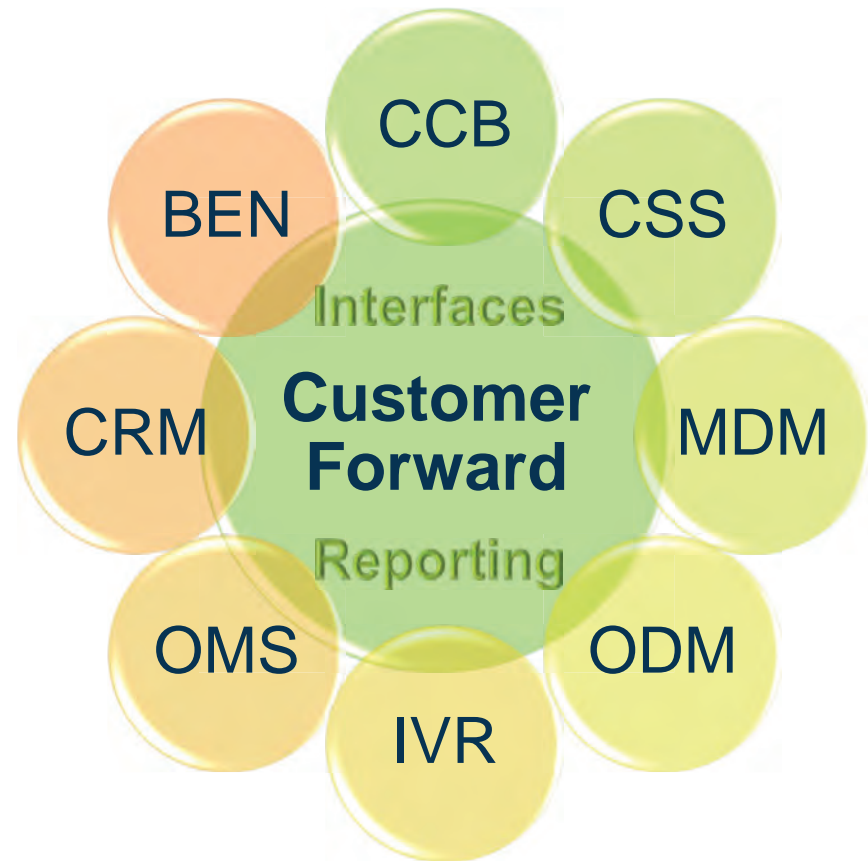 CCB
BEN
CSS
Interfaces
Customer
Forward
CRM
MDM
Reporting
OMS
ODM
IVR